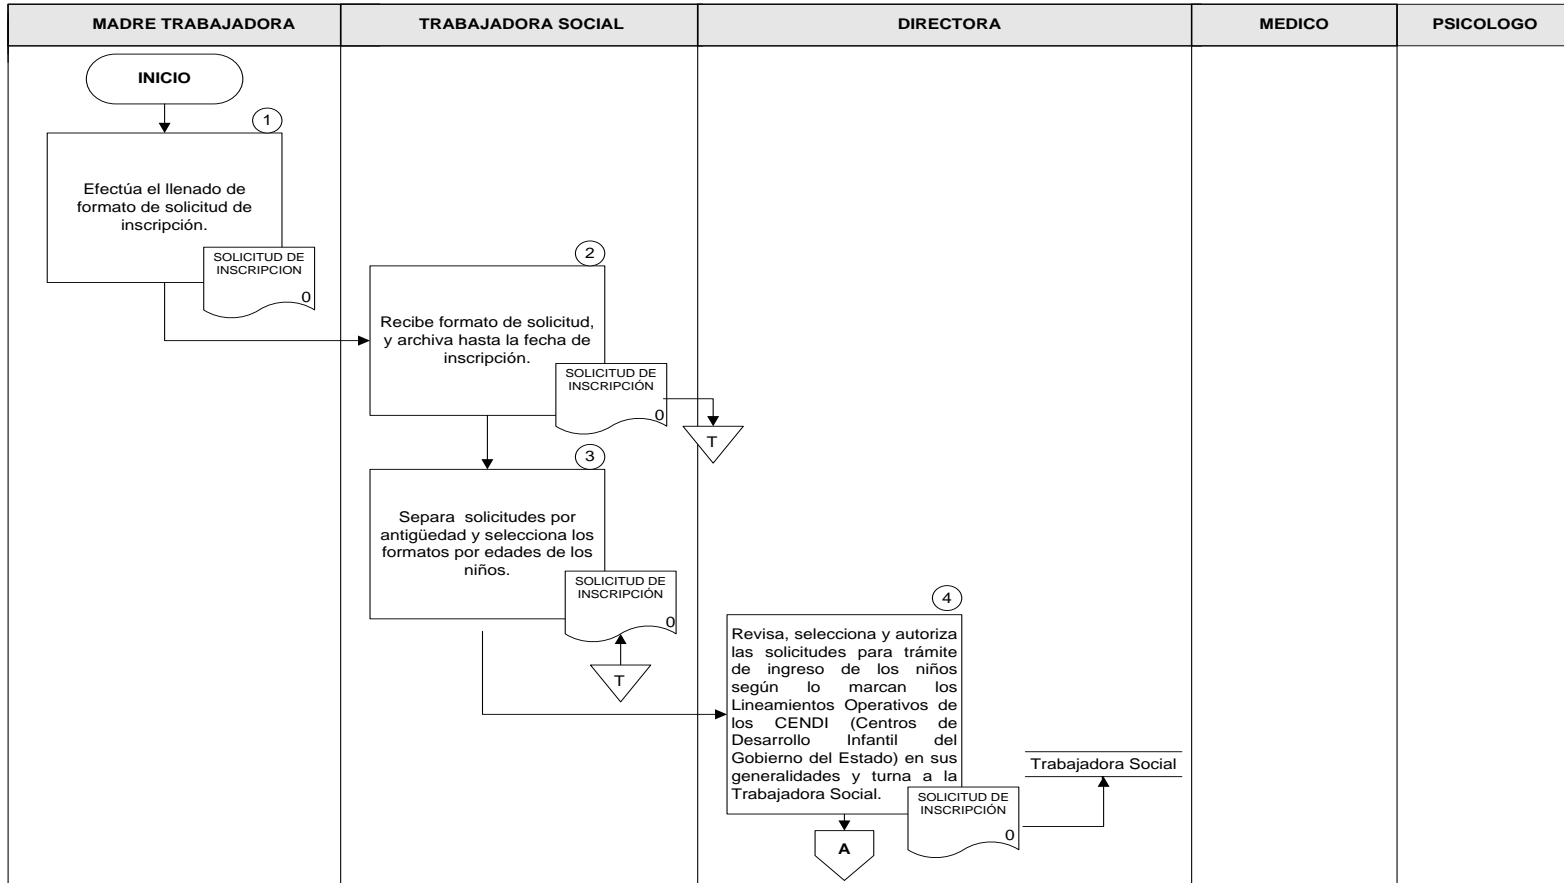 MADRE TRABAJADORA
TRABAJADORA SOCIAL
DIRECTORA
MEDICO
PSICOLOGO
INICIO
1
Efectúa el llenado de
formato de solicitud de
inscripción.
SOLICITUD DE
INSCRIPCION
0
2
Recibe formato de solicitud,
y archiva hasta la fecha de
inscripción.
SOLICITUD DE
INSCRIPCIÓN
0
T
3
Separa solicitudes por
antigüedad y selecciona los
formatos por edades de los
niños.
SOLICITUD DE
INSCRIPCIÓN
0
T
4
Revisa, selecciona y autoriza
las solicitudes para trámite
de ingreso de los niños
según lo marcan los
Lineamientos Operativos de
los CENDI (Centros de
Desarrollo Infantil del
Gobierno del Estado) en sus
generalidades y turna a la
Trabajadora Social.
SOLICITUD DE
INSCRIPCIÓN
0
Trabajadora Social
A